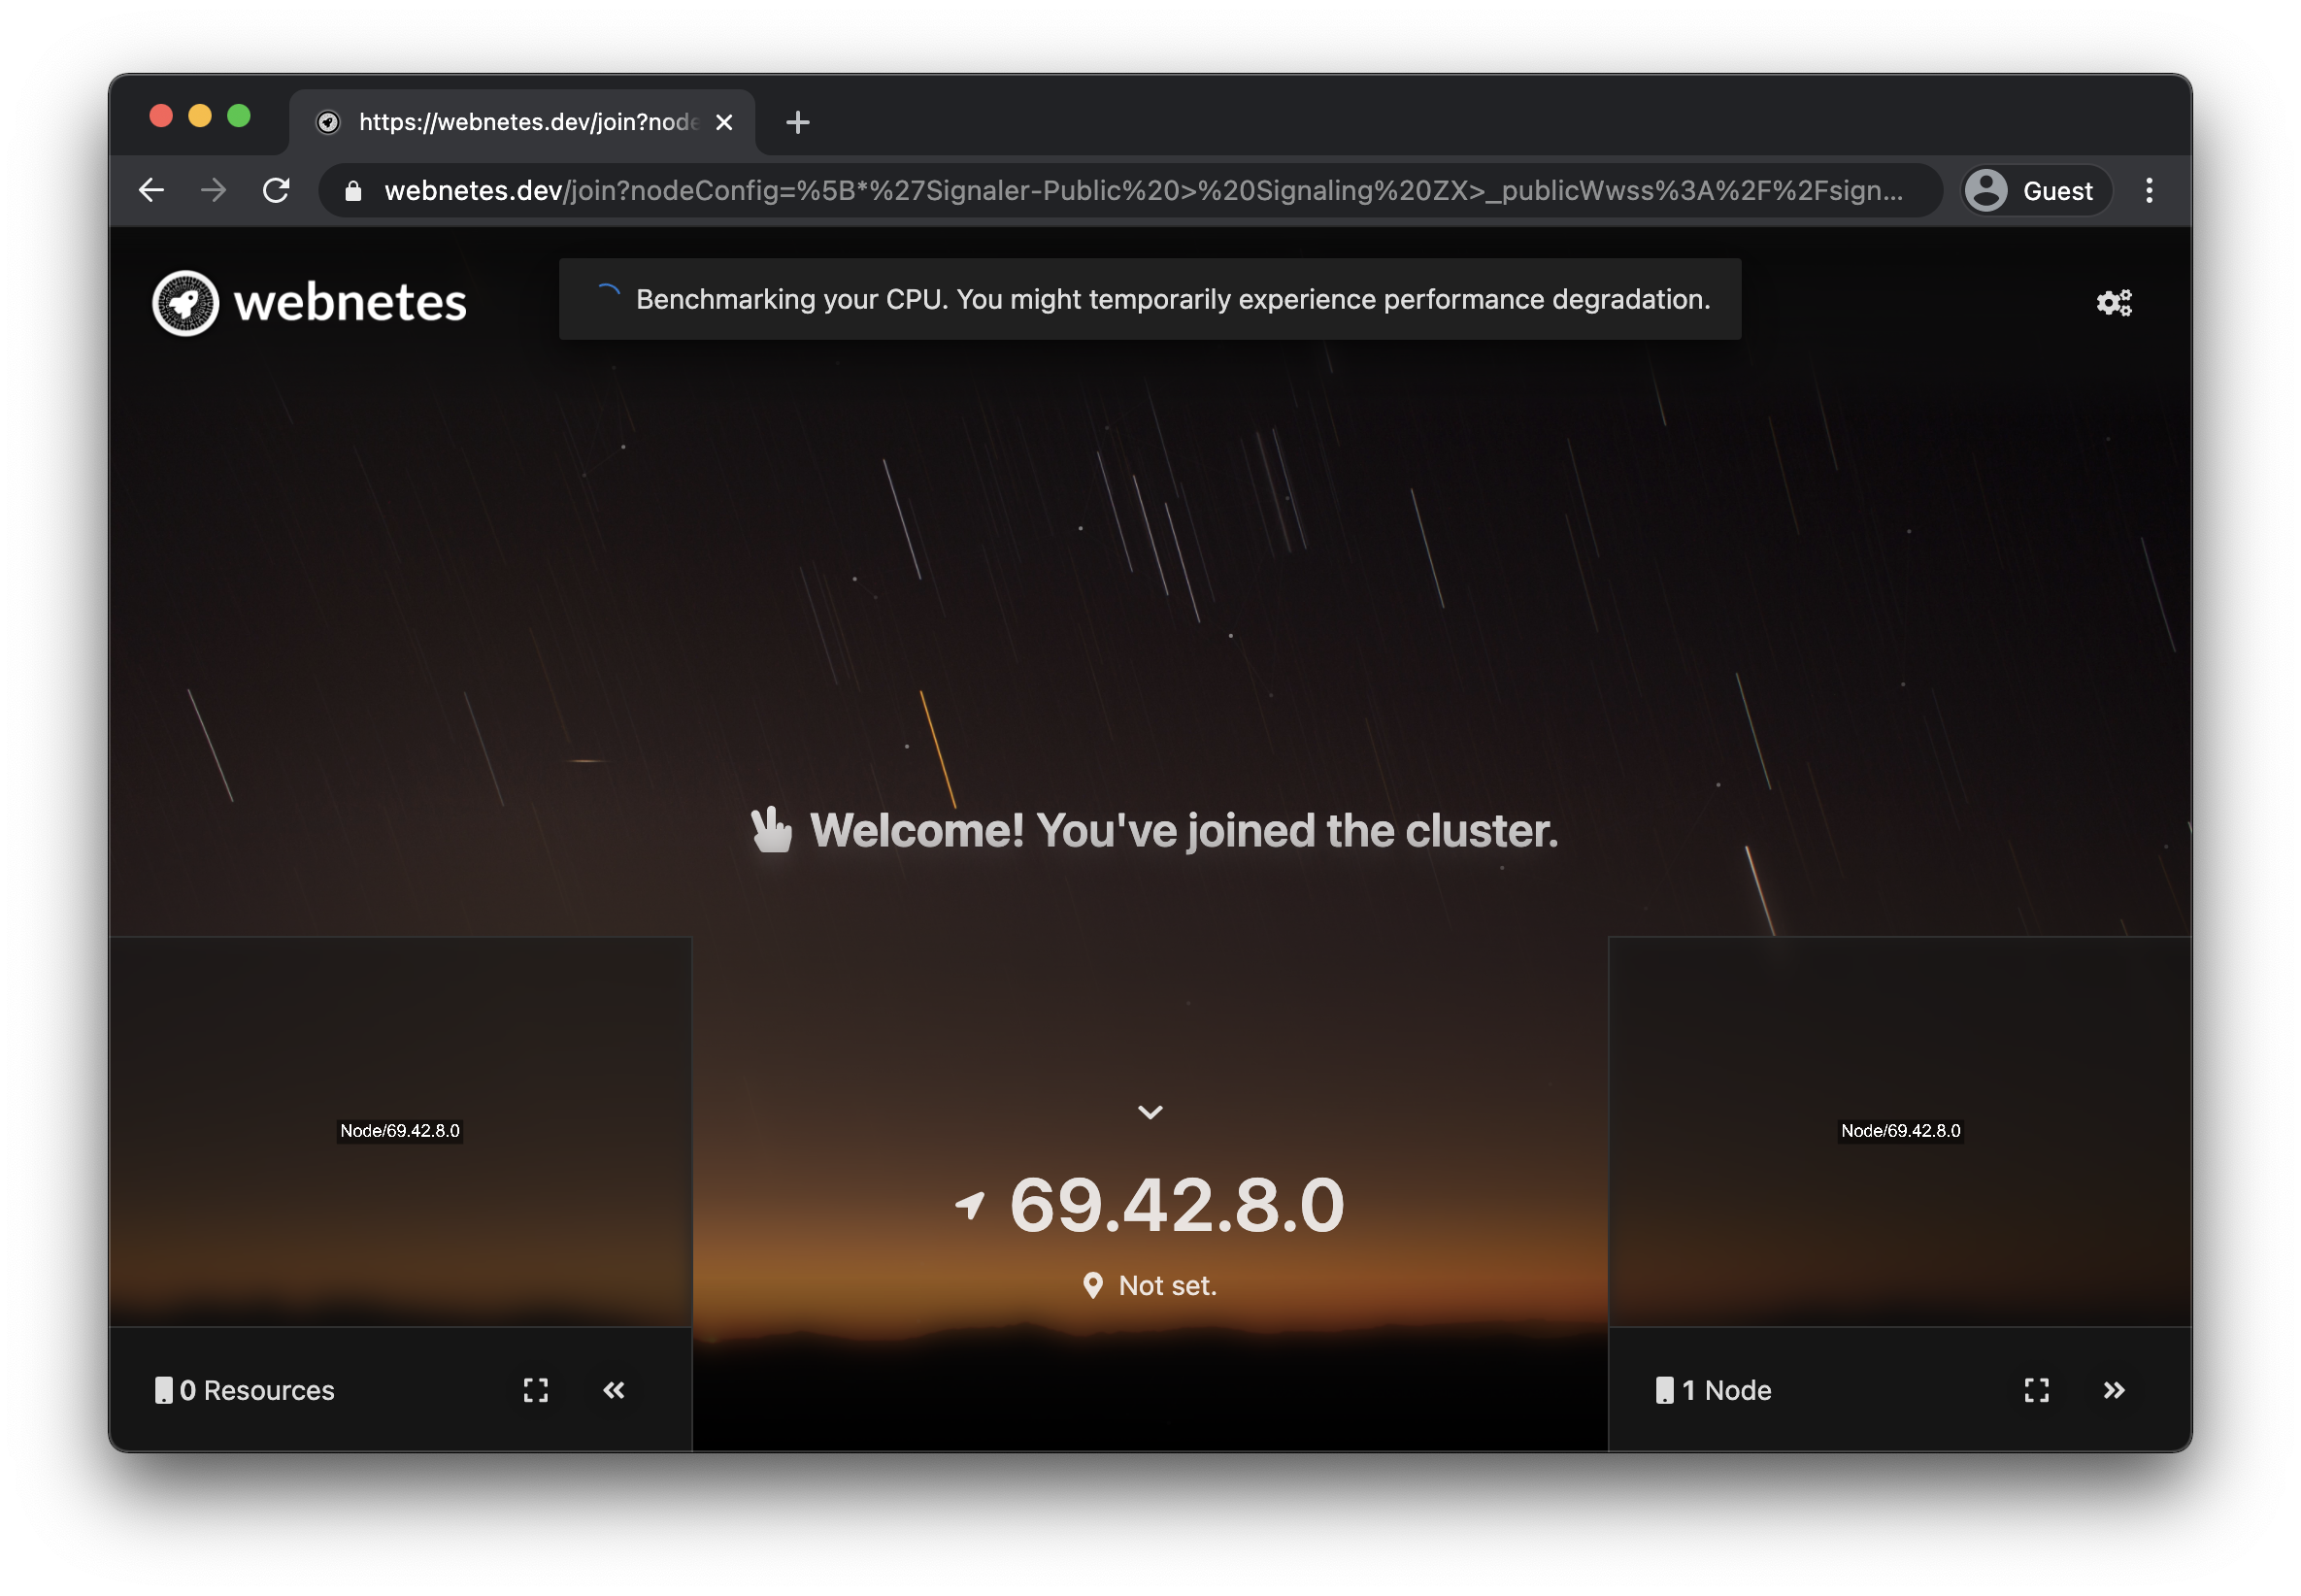 https://webnetes.dev/join?node
webnetes.dev/join?nodeConfig=%5B*%27Signaler-Public%20>%20Signaling%20ZX>_publicWwss%3A%2F%2Fsign...
Guest
webnetes
Benchmarking your CPU. You might temporarily experience performance degradation.
Welcome! You've joined the cluster.
Node/69.42.8.0
Node/69.42.8.0
69.42.8.0
Not set.
0 Resources
1 Node